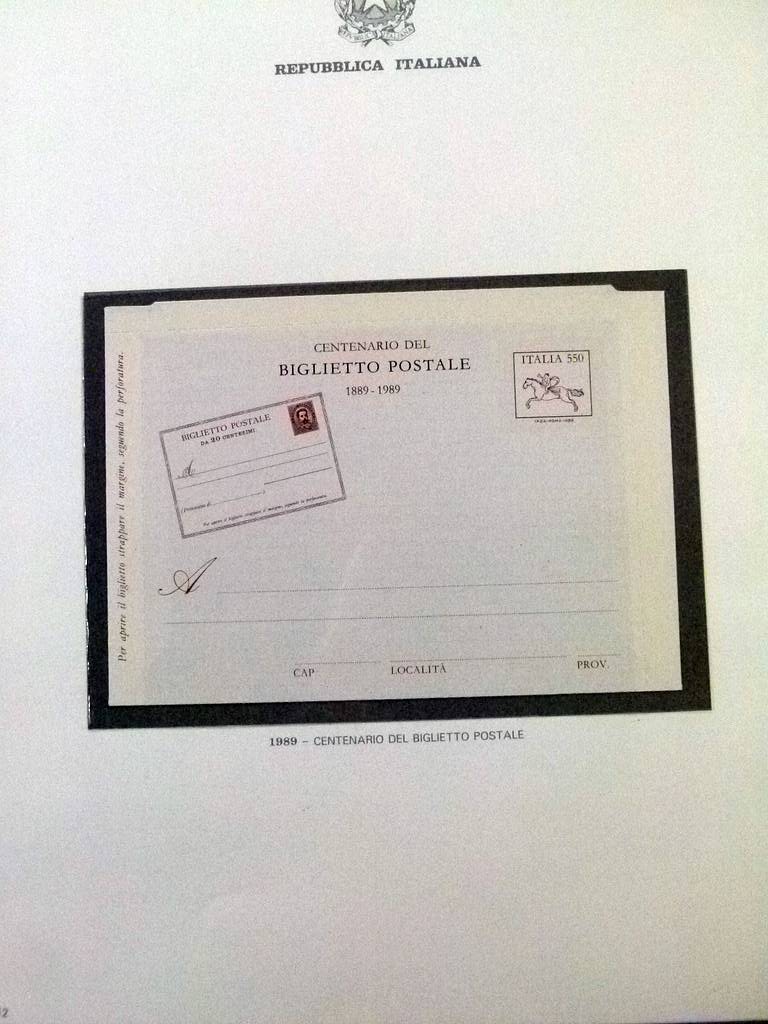 REPUBBLICA ITALIANA
CENTENARIO DEL
BIGLIETTO POSTALE
1889 - 1989
ITALIA 550
BIGLIETTO POSTALE
DA 20 CENTESIMI
A
Per aprire il biglietto strappare il margine, seguendo la perforatura.
A
CAP
LOCALITÀ
PROV.
1989 – CENTENARIO DEL BIGLIETTO POSTALE